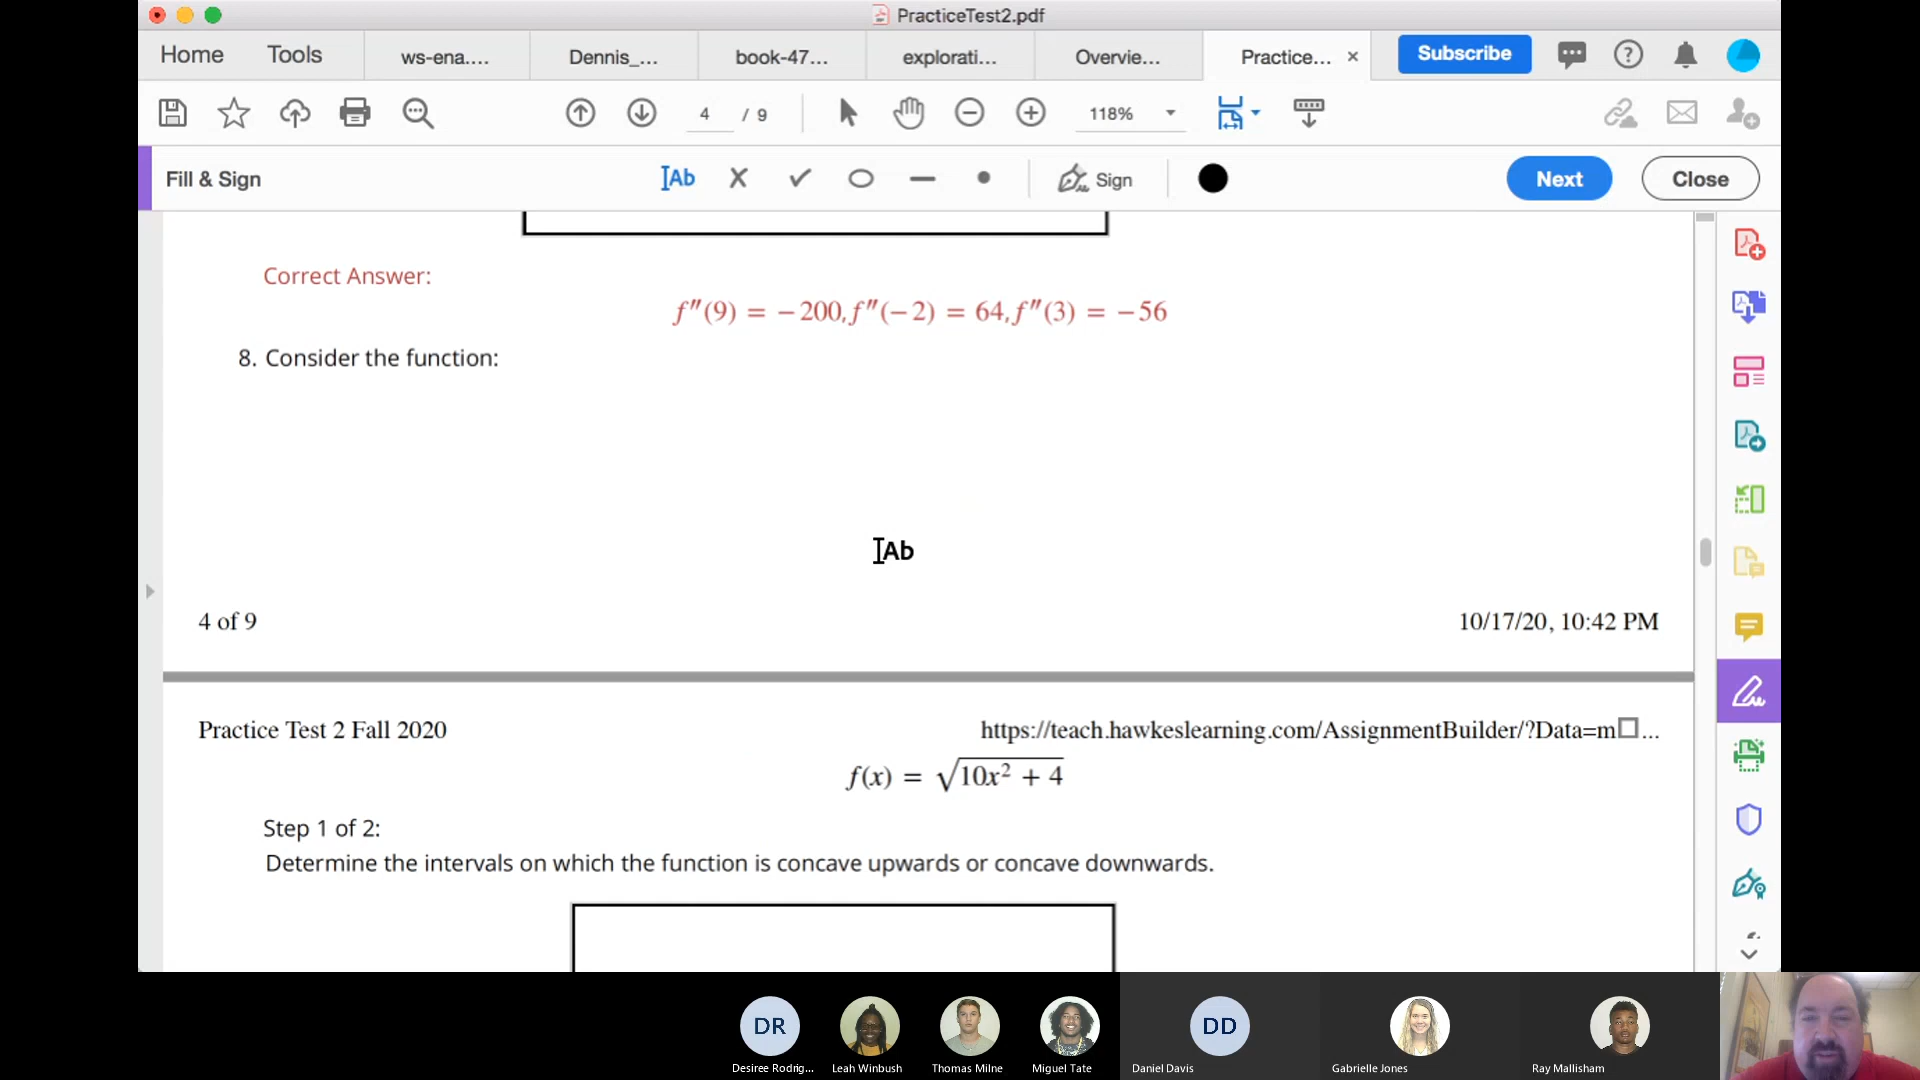 PracticeTest2.pdf
Home
Tools
ws-ena....
Dennis_...
book-47...
explorati...
Overvie...
Practice...
Subscribe
4 / 9
118%
Fill & Sign
Ab
Sign
Next
Close
Correct Answer:
f″(9) = −200, f″(−2) = 64, f″(3) = −56
8. Consider the function:
Ab
4 of 9
10/17/20, 10:42 PM
Practice Test 2 Fall 2020
https://teach.hawkeslearning.com/AssignmentBuilder/?Data=m☐...
f(x) = √(10x² + 4)
Step 1 of 2:
Determine the intervals on which the function is concave upwards or concave downwards.
DR
DD
Desiree Rodrig...
Leah Winbush
Thomas Milne
Miguel Tate
Daniel Davis
Gabrielle Jones
Ray Mallisham